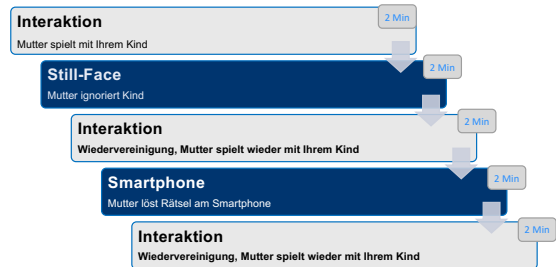 Interaktion
2 Min
Mutter spielt mit Ihrem Kind
Still-Face
2 Min
Mutter ignoriert Kind
Interaktion
2 Min
Wiedervereinigung, Mutter spielt wieder mit Ihrem Kind
Smartphone
2 Min
Mutter löst Rätsel am Smartphone
Interaktion
2 Min
Wiedervereinigung, Mutter spielt wieder mit Ihrem Kind